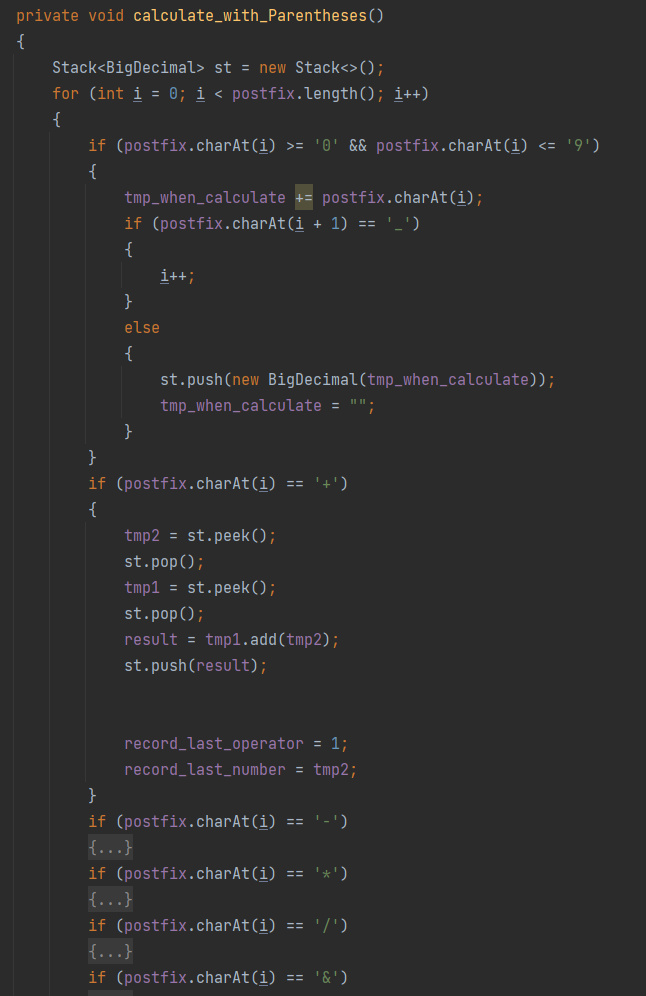 private void calculate_with_Parentheses()
{
    Stack<BigDecimal> st = new Stack<>();
    for (int i = 0; i < postfix.length(); i++)
    {
        if (postfix.charAt(i) >= '0' && postfix.charAt(i) <= '9')
        {
            tmp_when_calculate += postfix.charAt(i);
            if (postfix.charAt(i + 1) == '_')
            {
                i++;
            }
            else
            {
                st.push(new BigDecimal(tmp_when_calculate));
                tmp_when_calculate = "";
            }
        }
        if (postfix.charAt(i) == '+')
        {
            tmp2 = st.peek();
            st.pop();
            tmp1 = st.peek();
            st.pop();
            result = tmp1.add(tmp2);
            st.push(result);
            record_last_operator = 1;
            record_last_number = tmp2;
        }
        if (postfix.charAt(i) == '-')
        {...}
        if (postfix.charAt(i) == '*')
        {...}
        if (postfix.charAt(i) == '/')
        {...}
        if (postfix.charAt(i) == '&')